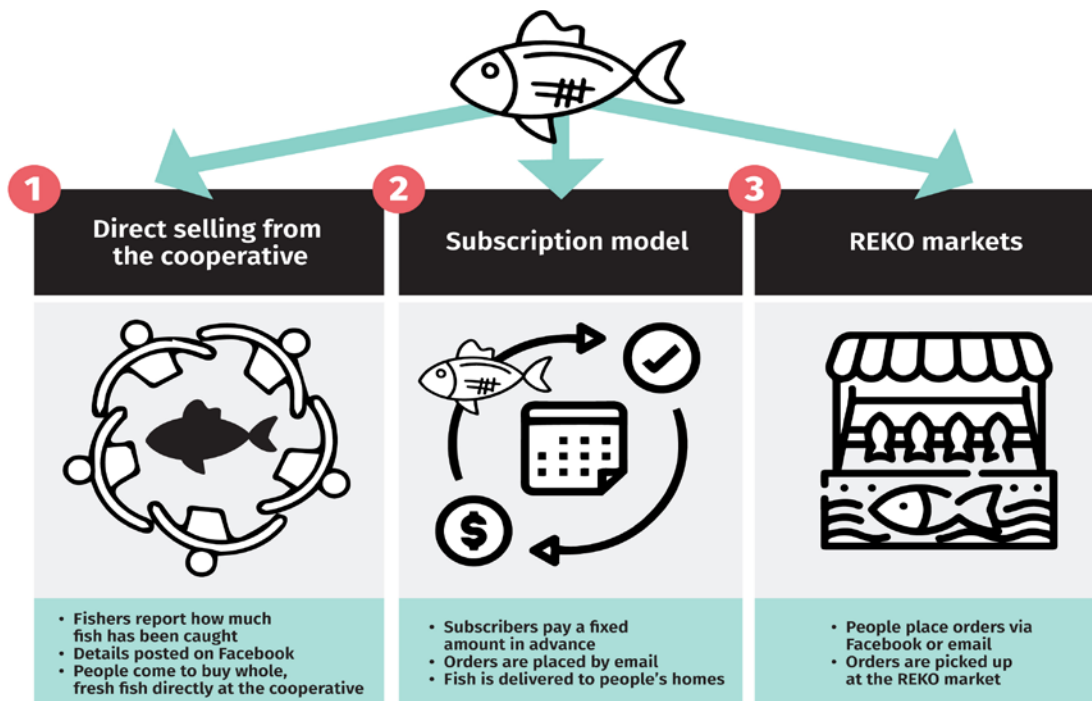 1
Direct selling from
the cooperative
• Fishers report how much
fish has been caught
• Details posted on Facebook
• People come to buy whole,
fresh fish directly at the cooperative
2
Subscription model
$
• Subscribers pay a fixed
amount in advance
• Orders are placed by email
• Fish is delivered to people's homes
3
REKO markets
• People place orders via
Facebook or email
• Orders are picked up
at the REKO market